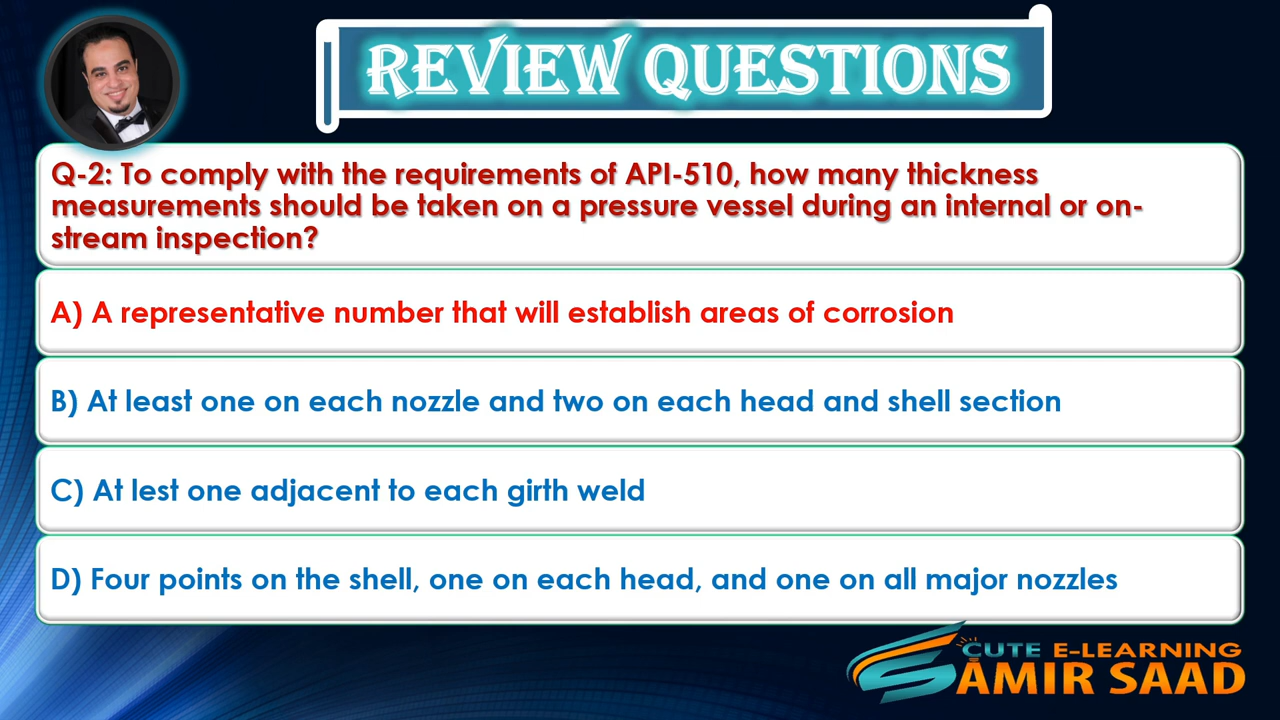 REVIEW QUESTIONS
Q-2: To comply with the requirements of API-510, how many thickness
measurements should be taken on a pressure vessel during an internal or on-
stream inspection?
A) A representative number that will establish areas of corrosion
B) At least one on each nozzle and two on each head and shell section
C) At lest one adjacent to each girth weld
D) Four points on the shell, one on each head, and one on all major nozzles
CUTE E-LEARNING
AMIR SAAD